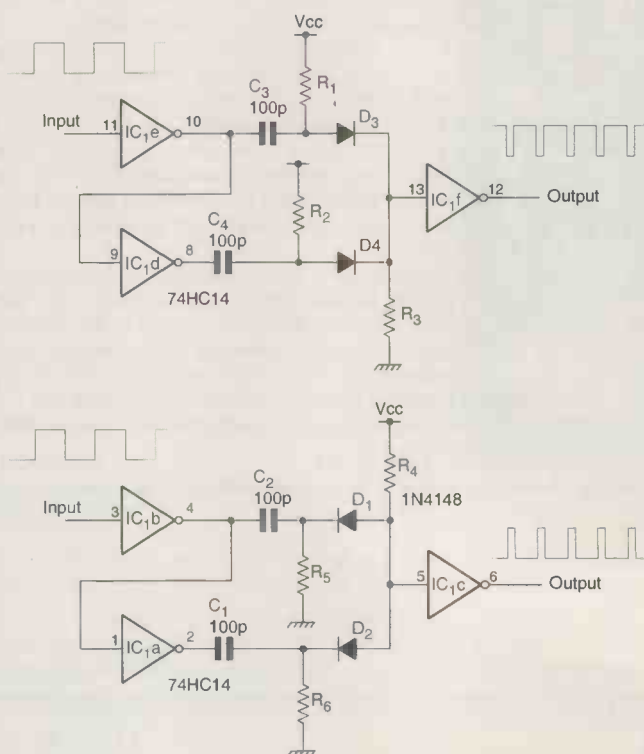 Vcc
R1
C3
100p
D3
Input
11
IC1e
10
13
IC1f
12
Output
R2
C4
100p
9
IC1d
8
D4
74HC14
R3
Vcc
R4
1N4148
C2
100p
D1
Input
3
IC1b
4
R5
5
IC1c
6
Output
C1
100p
D2
1
IC1a
2
74HC14
R6